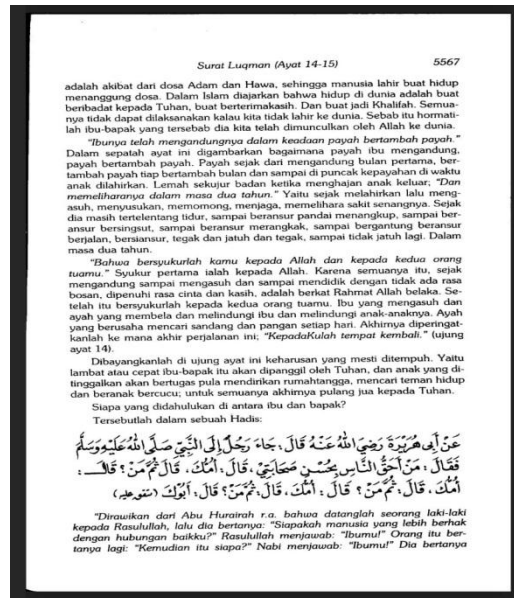 Surat Luqman (Ayat 14-15) 5567
adalah akibat dari dosa Adam dan Hawa, sehingga manusia lahir buat hidup
menanggung dosa. Dalam Islam diajarkan bahwa hidup di dunia adalah buat
beribadat kepada Tuhan, buat berterimakasih. Dan buat jadi Khalifah. Semua-
nya tidak dapat dilaksanakan kalau kita tidak lahir ke dunia. Sebab itu hormati-
lah ibu-bapak yang tersebab dia kita telah dimunculkan oleh Allah ke dunia.
"Ibunya telah mengandungnya dalam keadaan payah bertambah payah."
Dalam sepatah ayat ini digambarkan bagaimana payah ibu mengandung,
payah bertambah payah. Payah sejak dari mengandung bulan pertama, ber-
tambah payah tiap bertambah bulan dan sampai di puncak kepayahan di waktu
anak dilahirkan. Lemah sekujur badan ketika menghajan anak keluar; "Dan
memeliharanya dalam masa dua tahun." Yaitu sejak melahirkan lalu meng-
asuh, menyusukan, memomong, menjaga, memelihara sakit senangnya. Sejak
dia masih tertelentang tidur, sampai beransur pandai menangkup, sampai ber-
ansur bersingsut, sampai beransur merangkak, sampai bergantung beransur
berjalan, bersiansur, tegak dan jatuh dan tegak, sampai tidak jatuh lagi. Dalam
masa dua tahun.
"Bahwa bersyukurlah kamu kepada Allah dan kepada kedua orang
tuamu." Syukur pertama ialah kepada Allah. Karena semuanya itu, sejak
mengandung sampai mengasuh dan sampai mendidik dengan tidak ada rasa
bosan, dipenuhi rasa cinta dan kasih, adalah berkat Rahmat Allah belaka. Se-
telah itu bersyukurlah kepada kedua orang tuamu. Ibu yang mengasuh dan
ayah yang membela dan melindungi ibu dan melindungi anak-anaknya. Ayah
yang berusaha mencari sandang dan pangan setiap hari. Akhirnya diperingat-
kanlah ke mana akhir perjalanan ini; "KepadaKulah tempat kembali." (ujung
ayat 14).
Dibayangkanlah di ujung ayat ini keharusan yang mesti ditempuh. Yaitu
lambat atau cepat ibu-bapak itu akan dipanggil oleh Tuhan, dan anak yang di-
tinggalkan akan bertugas pula mendirikan rumahtangga, mencari teman hidup
dan beranak bercucu; untuk semuanya akhirnya pulang jua kepada Tuhan.
Siapa yang didahulukan di antara ibu dan bapak?
Tersebutlah dalam sebuah Hadis:
عَنْ أَبِى هُرَيْرَةَ رَضِيَ اللهُ عَنْهُ قَالَ: جَاءَ رَجُلٌ إِلَى النَّبِيِّ صَلَّى اللهُ عَلَيْهِ وَسَلَّمَ
فَقَالَ: مَنْ أَحَقُّ النَّاسِ بِحُسْنِ صَحَابَتِيْ، قَالَ: أُمُّكَ، قَالَ ثُمَّ مَنْ؟ قَالَ:
أُمُّكَ، قَالَ: ثُمَّ مَنْ؟ قَالَ: أُمُّكَ، قَالَ: ثُمَّ مَنْ؟ قَالَ: أَبُوْكَ (متفق عليه)
"Dirawikan dari Abu Hurairah r.a. bahwa datanglah seorang laki-laki
kepada Rasulullah, lalu dia bertanya: "Siapakah manusia yang lebih berhak
dengan hubungan baikku?" Rasulullah menjawab: "Ibumu!" Orang itu ber-
tanya lagi: "Kemudian itu siapa?" Nabi menjawab: "Ibumu!" Dia bertanya